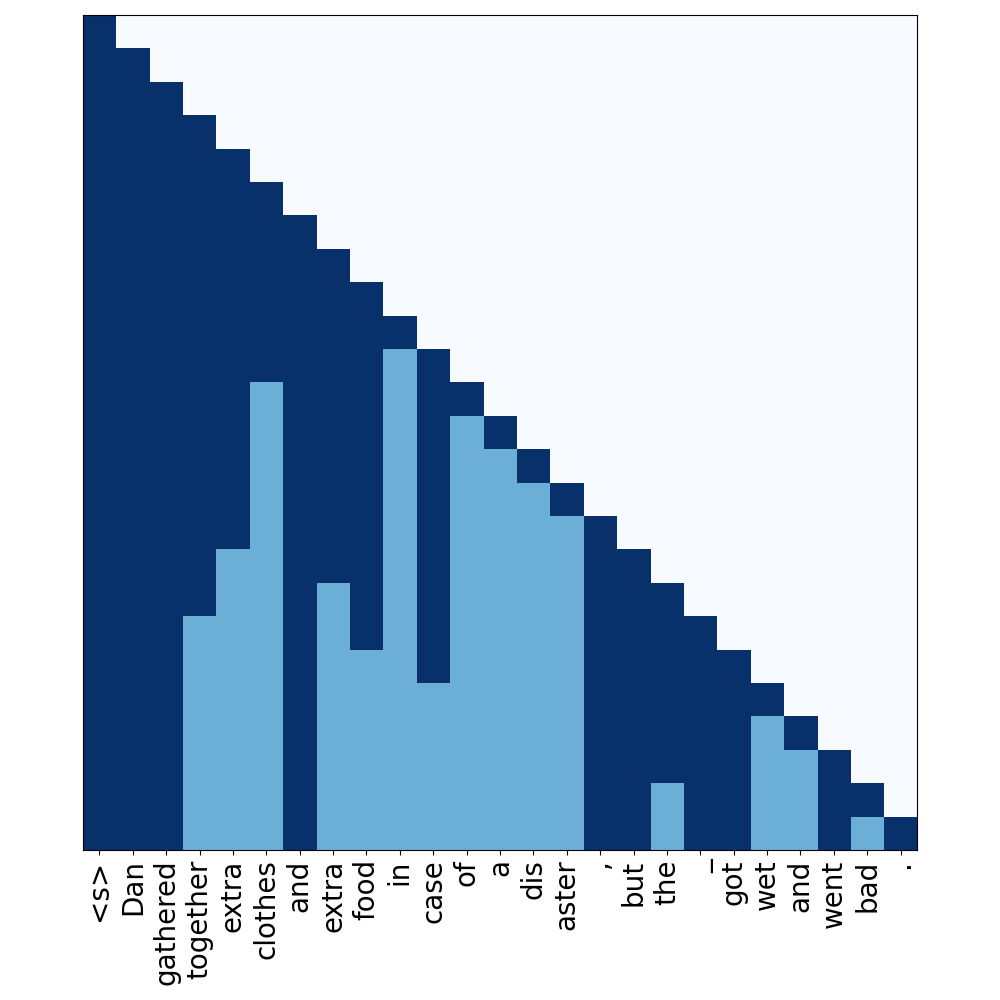 <s> Dan gathered together extra clothes and extra food in case of a dis aster , but the _ got wet and went bad .